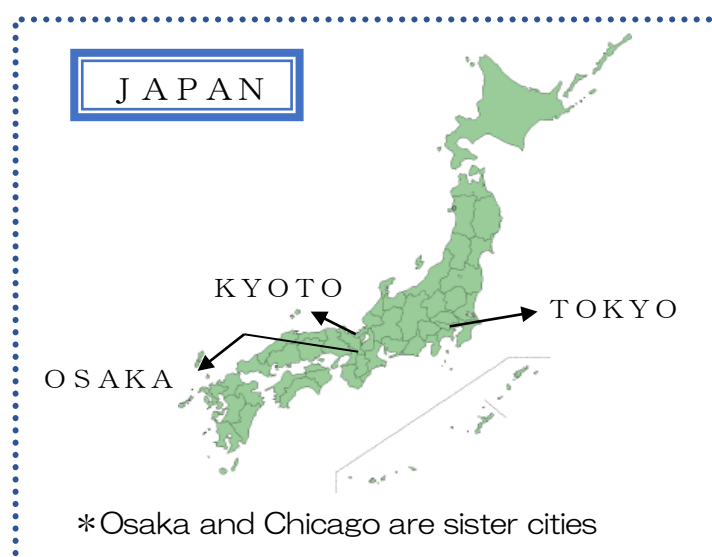 ＪＡＰＡＮ
ＫＹＯＴＯ
ＴＯＫＹＯ
ＯＳＡＫＡ
＊Osaka and Chicago are sister cities